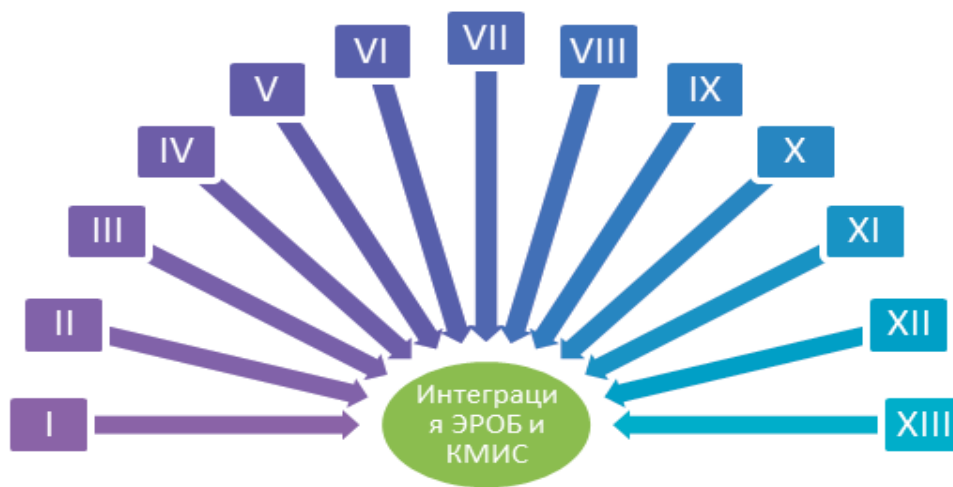 I
II
III
IV
V
VI
VII
VIII
IX
X
XI
XII
XIII
Интеграци
я ЭРОБ и
КМИС